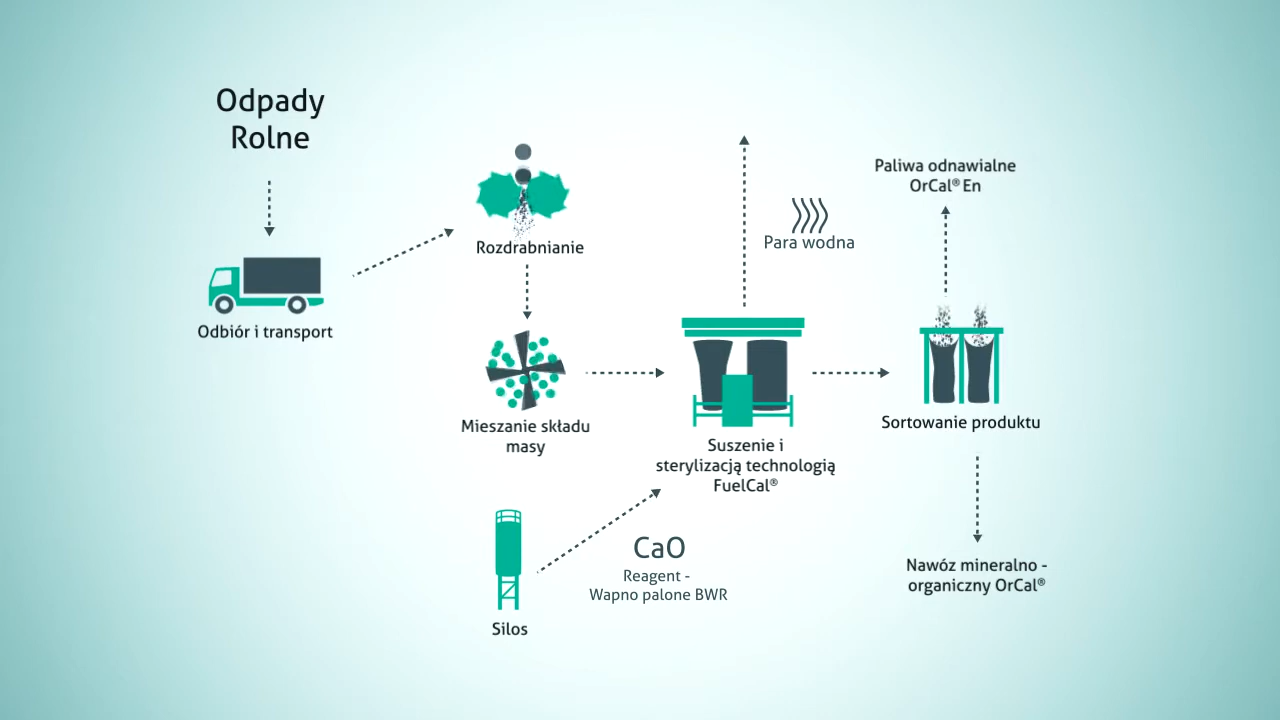 Odpady
Rolne
Odbiór i transport
Rozdrabnianie
Mieszanie składu
masy
Silos
CaO
Reagent -
Wapno palone BWR
Suszenie i
sterylizacją technologią
FuelCal®
Para wodna
Paliwa odnawialne
OrCal® En
Sortowanie produktu
Nawóz mineralno -
organiczny OrCal®